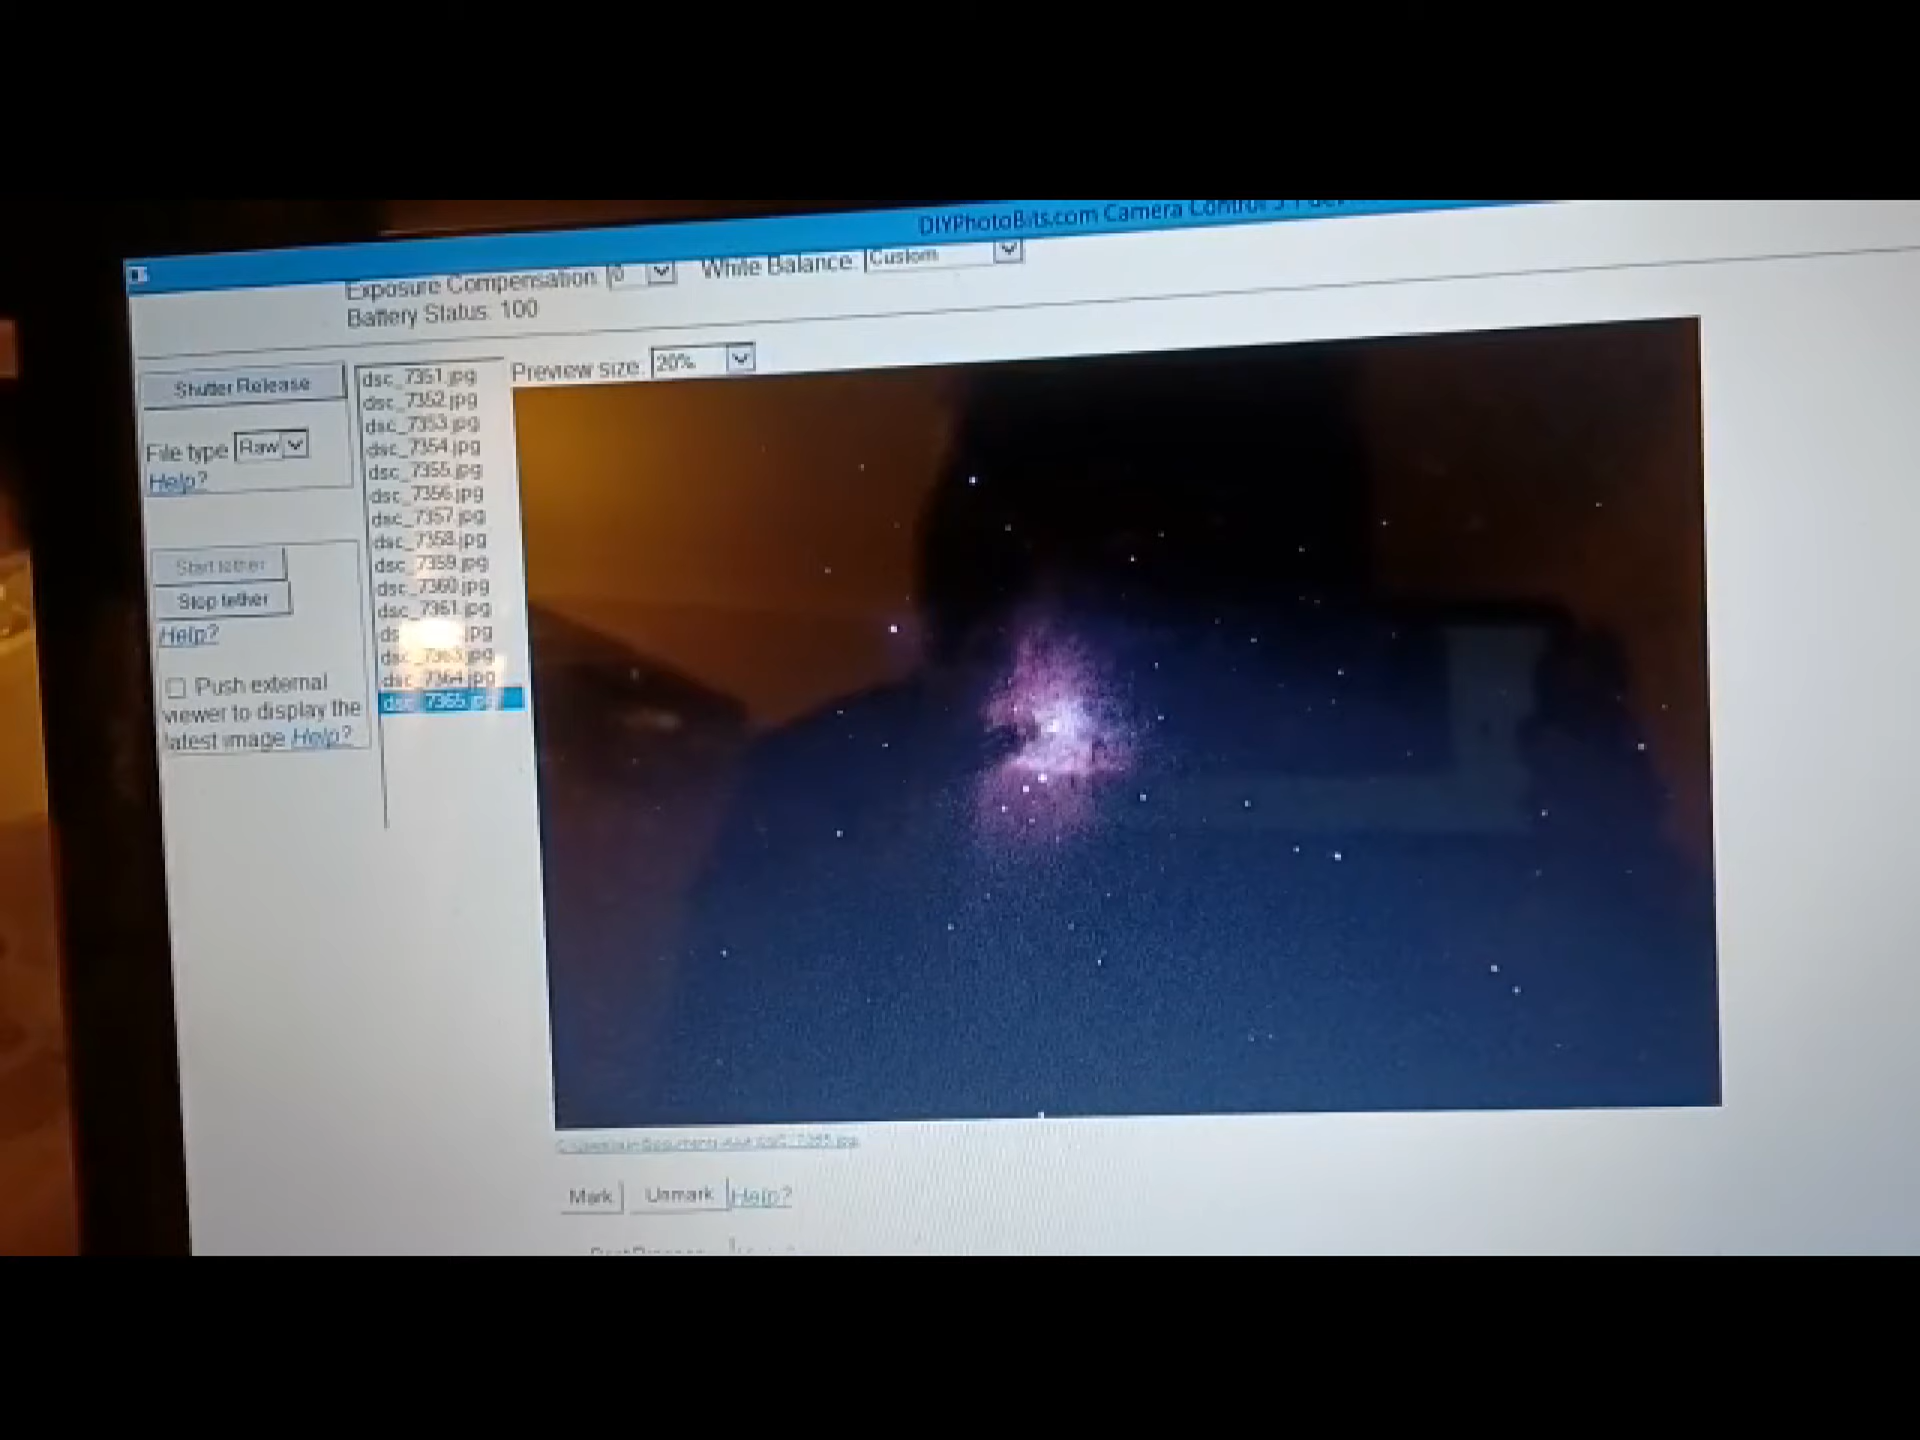 DIYPhotoBits.com Camera Control
Exposure Compensation: 0 White Balance: Custom
Battery Status: 100
Shutter Release
File type Raw
Help?
Start tether
Stop tether
Help?
Push external
viewer to display the
latest image Help?
dsc_7351.jpg
dsc_7352.jpg
dsc_7353.jpg
dsc_7354.jpg
dsc_7355.jpg
dsc_7356.jpg
dsc_7357.jpg
dsc_7358.jpg
dsc_7359.jpg
dsc_7360.jpg
dsc_7361.jpg
dsc_7363.jpg
dsc_7364.jpg
dsc_7365.jpg
Preview size: 20%
Mark Unmark Help?